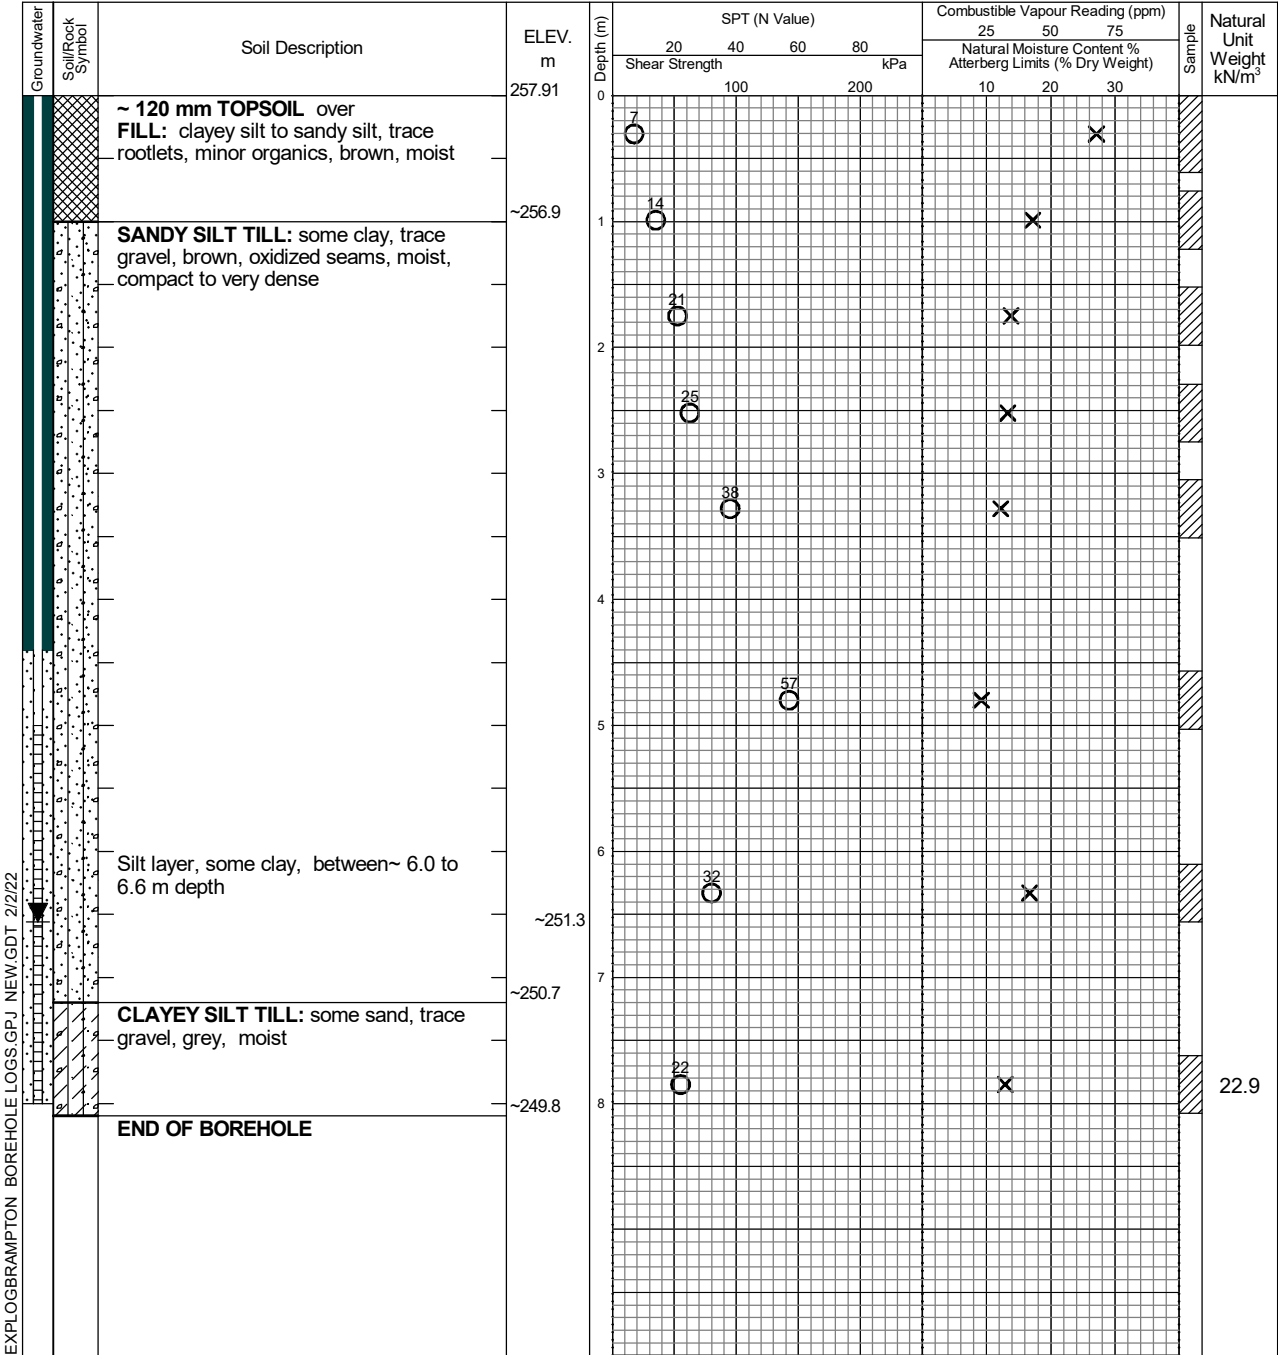 Groundwater
Soil/Rock
Symbol
Soil Description
ELEV.
m
Depth (m)
SPT (N Value)
20 40 60 80
Shear Strength kPa
100 200
Combustible Vapour Reading (ppm)
25 50 75
Natural Moisture Content %
Atterberg Limits (% Dry Weight)
10 20 30
Sample
Natural
Unit
Weight
kN/m³
257.91
0
~ 120 mm TOPSOIL over
FILL: clayey silt to sandy silt, trace
rootlets, minor organics, brown, moist
7
~256.9
14
1
SANDY SILT TILL: some clay, trace
gravel, brown, oxidized seams, moist,
compact to very dense
21
2
25
3
38
4
57
5
6
Silt layer, some clay, between~ 6.0 to
6.6 m depth
32
~251.3
7
~250.7
CLAYEY SILT TILL: some sand, trace
gravel, grey, moist
22
22.9
~249.8
8
END OF BOREHOLE
EXPLOGBRAMPTON BOREHOLE LOGS.GPJ NEW.GDT 2/2/22